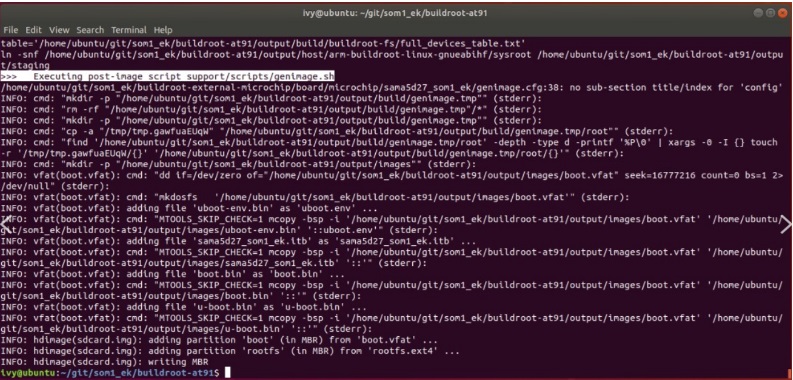 ivy@ubuntu: ~/git/som1_ek/buildroot-at91
File Edit View Search Terminal Help
table='/home/ubuntu/git/som1_ek/buildroot-at91/output/build/buildroot-fs/full_devices_table.txt'
ln -snf /home/ubuntu/git/som1_ek/buildroot-at91/output/host/arm-buildroot-linux-gnueabihf/sysroot /home/ubuntu/git/som1_ek/buildroot-at91/outpu
t/staging
>>>   Executing post-image script support/scripts/genimage.sh
/home/ubuntu/git/som1_ek/buildroot-external-microchip/board/microchip/sama5d27_som1_ek/genimage.cfg:38: no sub-section title/index for 'config'
INFO: cmd: "mkdir -p "/home/ubuntu/git/som1_ek/buildroot-at91/output/build/genimage.tmp"" (stderr):
INFO: cmd: "rm -rf "/home/ubuntu/git/som1_ek/buildroot-at91/output/build/genimage.tmp"/*" (stderr):
INFO: cmd: "mkdir -p "/home/ubuntu/git/som1_ek/buildroot-at91/output/build/genimage.tmp"" (stderr):
INFO: cmd: "cp -a "/tmp/tmp.gawfuaEUqW" "/home/ubuntu/git/som1_ek/buildroot-at91/output/build/genimage.tmp/root"" (stderr):
INFO: cmd: "find '/home/ubuntu/git/som1_ek/buildroot-at91/output/build/genimage.tmp/root' -depth -type d -printf '%P\0' | xargs -0 -I {} touch
-r '/tmp/tmp.gawfuaEUqW/{}' '/home/ubuntu/git/som1_ek/buildroot-at91/output/build/genimage.tmp/root/{}'" (stderr):
INFO: cmd: "mkdir -p "/home/ubuntu/git/som1_ek/buildroot-at91/output/images"" (stderr):
INFO: vfat(boot.vfat): cmd: "dd if=/dev/zero of="/home/ubuntu/git/som1_ek/buildroot-at91/output/images/boot.vfat" seek=16777216 count=0 bs=1 2>
/dev/null" (stderr):
INFO: vfat(boot.vfat): cmd: "mkdosfs   '/home/ubuntu/git/som1_ek/buildroot-at91/output/images/boot.vfat'" (stderr):
INFO: vfat(boot.vfat): adding file 'uboot-env.bin' as 'uboot.env' ...
INFO: vfat(boot.vfat): cmd: "MTOOLS_SKIP_CHECK=1 mcopy -bsp -i '/home/ubuntu/git/som1_ek/buildroot-at91/output/images/boot.vfat' '/home/ubuntu/
git/som1_ek/buildroot-at91/output/images/uboot-env.bin' '::uboot.env'" (stderr):
INFO: vfat(boot.vfat): adding file 'sama5d27_som1_ek.itb' as 'sama5d27_som1_ek.itb' ...
INFO: vfat(boot.vfat): cmd: "MTOOLS_SKIP_CHECK=1 mcopy -bsp -i '/home/ubuntu/git/som1_ek/buildroot-at91/output/images/boot.vfat' '/home/ubuntu/
git/som1_ek/buildroot-at91/output/images/sama5d27_som1_ek.itb' '::'" (stderr):
INFO: vfat(boot.vfat): adding file 'boot.bin' as 'boot.bin' ...
INFO: vfat(boot.vfat): cmd: "MTOOLS_SKIP_CHECK=1 mcopy -bsp -i '/home/ubuntu/git/som1_ek/buildroot-at91/output/images/boot.vfat' '/home/ubuntu/
git/som1_ek/buildroot-at91/output/images/boot.bin' '::'" (stderr):
INFO: vfat(boot.vfat): adding file 'u-boot.bin' as 'u-boot.bin' ...
INFO: vfat(boot.vfat): cmd: "MTOOLS_SKIP_CHECK=1 mcopy -bsp -i '/home/ubuntu/git/som1_ek/buildroot-at91/output/images/boot.vfat' '/home/ubuntu/
git/som1_ek/buildroot-at91/output/images/u-boot.bin' '::'" (stderr):
INFO: hdimage(sdcard.img): adding partition 'boot' (in MBR) from 'boot.vfat' ...
INFO: hdimage(sdcard.img): adding partition 'rootfs' (in MBR) from 'rootfs.ext4' ...
INFO: hdimage(sdcard.img): writing MBR
ivy@ubuntu:~/git/som1_ek/buildroot-at91$